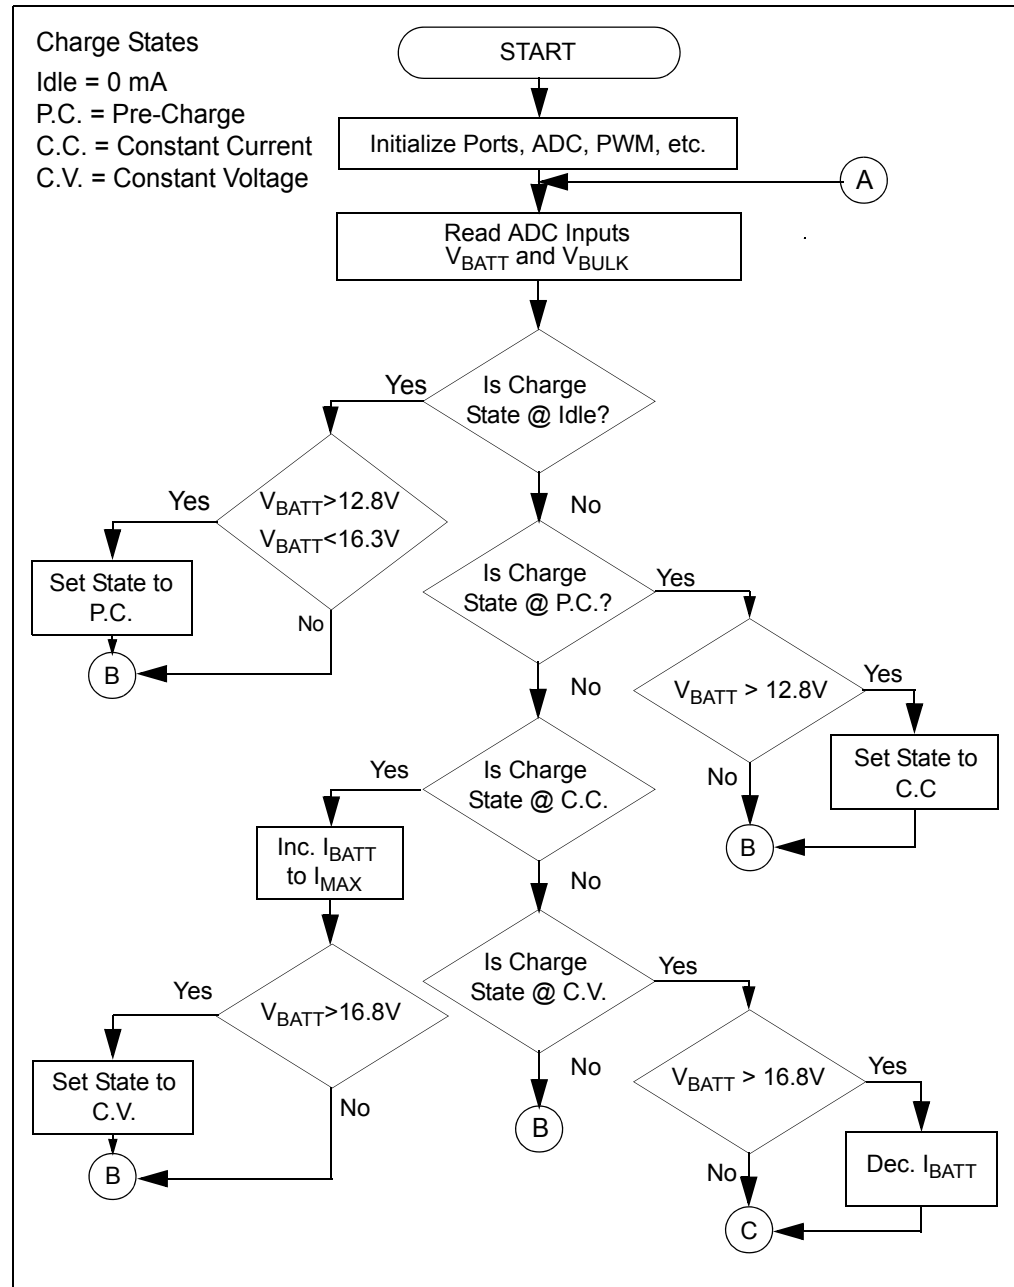 Charge States
Idle = 0 mA
P.C. = Pre-Charge
C.C. = Constant Current
C.V. = Constant Voltage
START
Initialize Ports, ADC, PWM, etc.
A
Read ADC Inputs
VBATT and VBULK
Is Charge
State @ Idle?
Yes
No
VBATT>12.8V
VBATT<16.3V
Yes
Set State to
P.C.
No
B
Is Charge
State @ P.C.?
Yes
No
VBATT > 12.8V
Yes
Set State to
C.C
No
B
Is Charge
State @ C.C.
Yes
No
Inc. IBATT
to IMAX
VBATT>16.8V
Yes
Set State to
C.V.
No
B
Is Charge
State @ C.V.
Yes
No
B
VBATT > 16.8V
Yes
Dec. IBATT
No
C